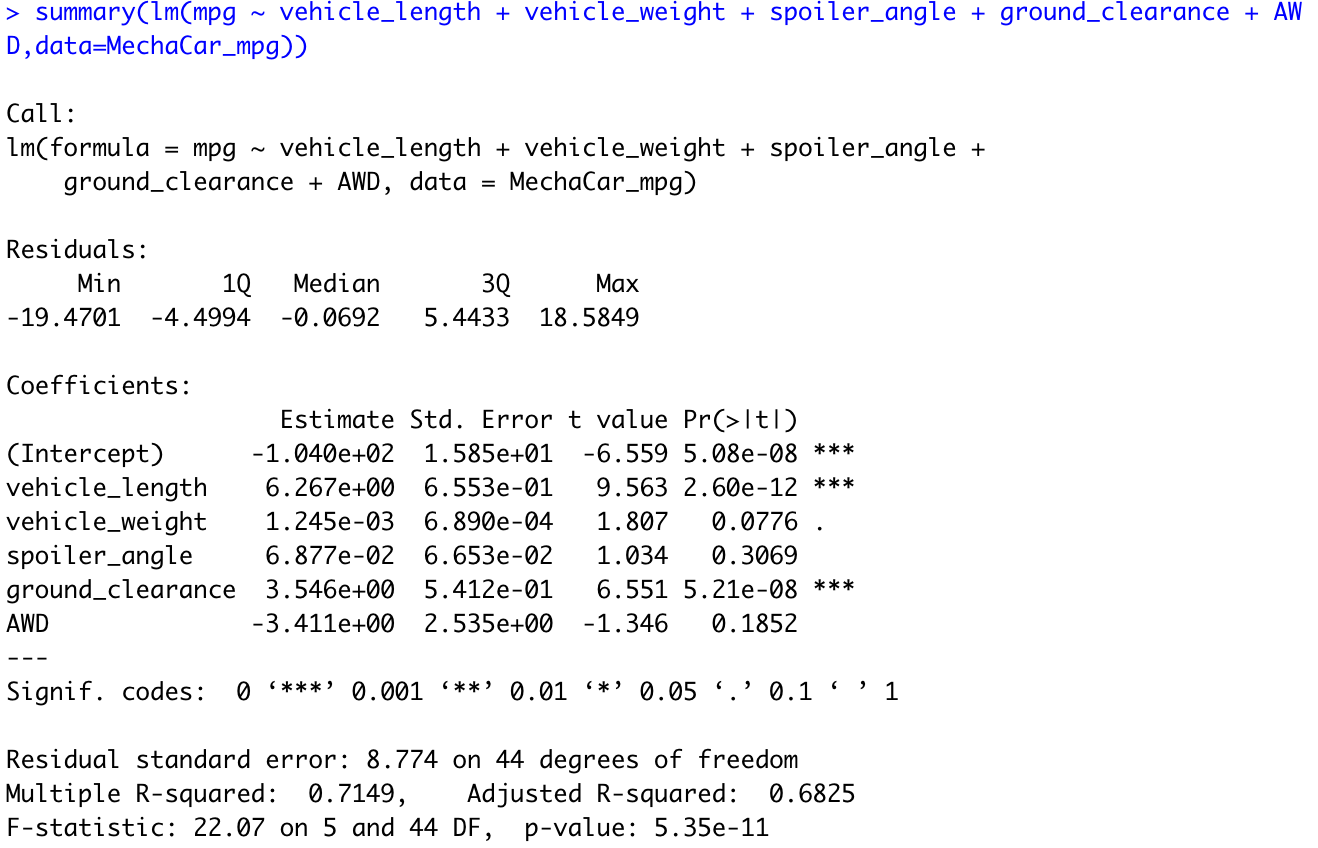 > summary(lm(mpg ~ vehicle_length + vehicle_weight + spoiler_angle + ground_clearance + AW
D,data=MechaCar_mpg))
Call:
lm(formula = mpg ~ vehicle_length + vehicle_weight + spoiler_angle +
    ground_clearance + AWD, data = MechaCar_mpg)
Residuals:
     Min       1Q   Median       3Q      Max
-19.4701  -4.4994  -0.0692   5.4433  18.5849
Coefficients:
                   Estimate Std. Error t value Pr(>|t|)
(Intercept)      -1.040e+02  1.585e+01  -6.559 5.08e-08 ***
vehicle_length    6.267e+00  6.553e-01   9.563 2.60e-12 ***
vehicle_weight    1.245e-03  6.890e-04   1.807   0.0776 .
spoiler_angle     6.877e-02  6.653e-02   1.034   0.3069
ground_clearance  3.546e+00  5.412e-01   6.551 5.21e-08 ***
AWD              -3.411e+00  2.535e+00  -1.346   0.1852
---
Signif. codes:  0 ‘***’ 0.001 ‘**’ 0.01 ‘*’ 0.05 ‘.’ 0.1 ‘ ’ 1
Residual standard error: 8.774 on 44 degrees of freedom
Multiple R-squared:  0.7149,    Adjusted R-squared:  0.6825
F-statistic: 22.07 on 5 and 44 DF,  p-value: 5.35e-11